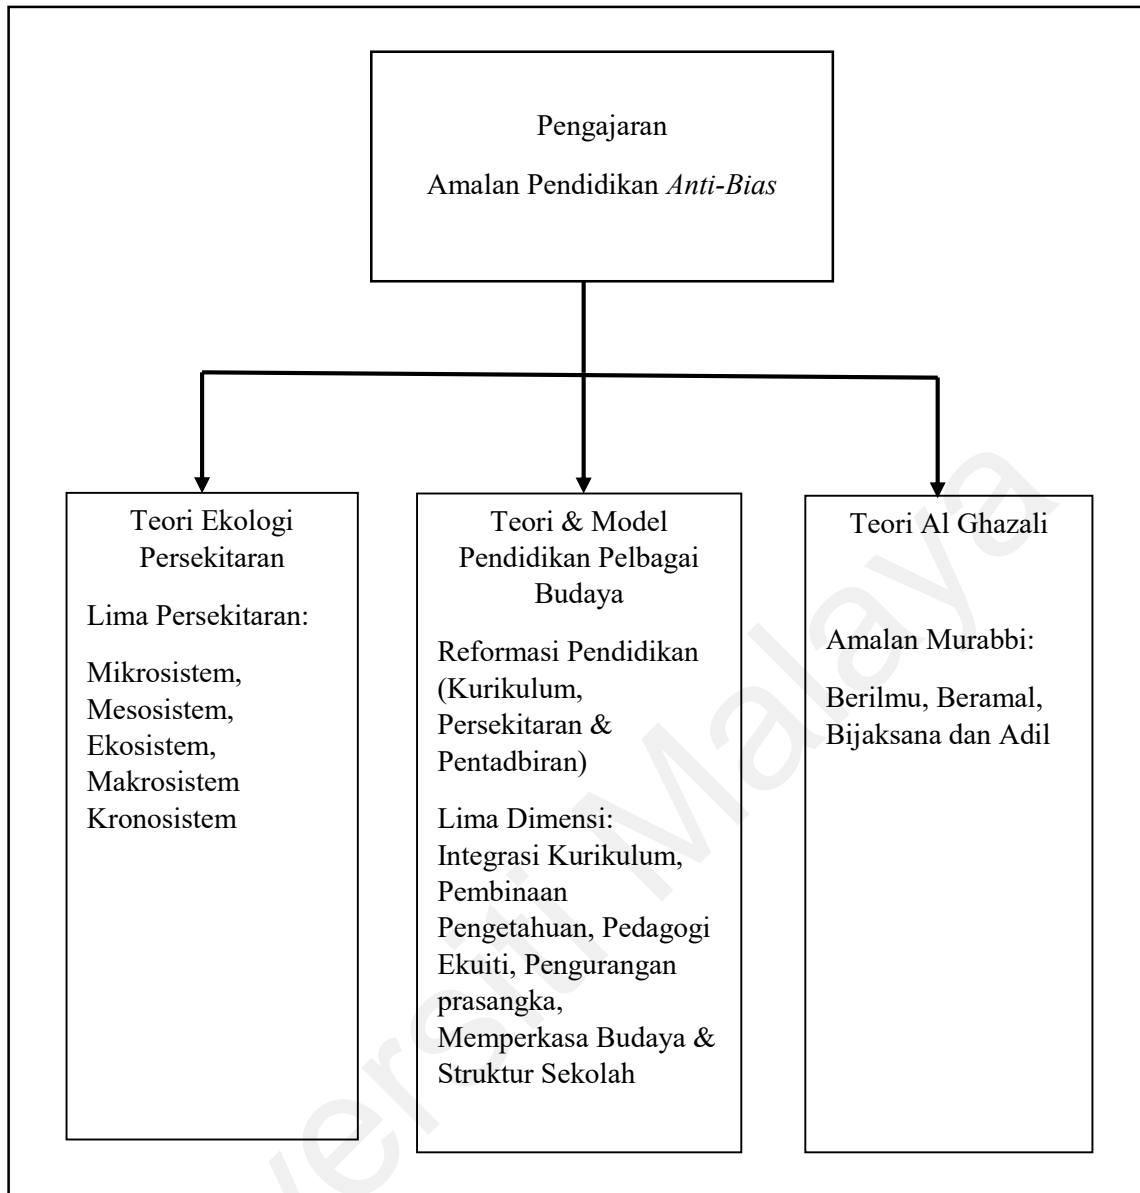 Pengajaran
Amalan Pendidikan Anti-Bias
Teori Ekologi
Persekitaran
Lima Persekitaran:
Mikrosistem,
Mesosistem,
Ekosistem,
Makrosistem
Kronosistem
Teori & Model
Pendidikan Pelbagai
Budaya
Reformasi Pendidikan
(Kurikulum,
Persekitaran &
Pentadbiran)
Lima Dimensi:
Integrasi Kurikulum,
Pembinaan
Pengetahuan, Pedagogi
Ekuiti, Pengurangan
prasangka,
Memperkasa Budaya &
Struktur Sekolah
Teori Al Ghazali
Amalan Murabbi:
Berilmu, Beramal,
Bijaksana dan Adil
versiti Malaya